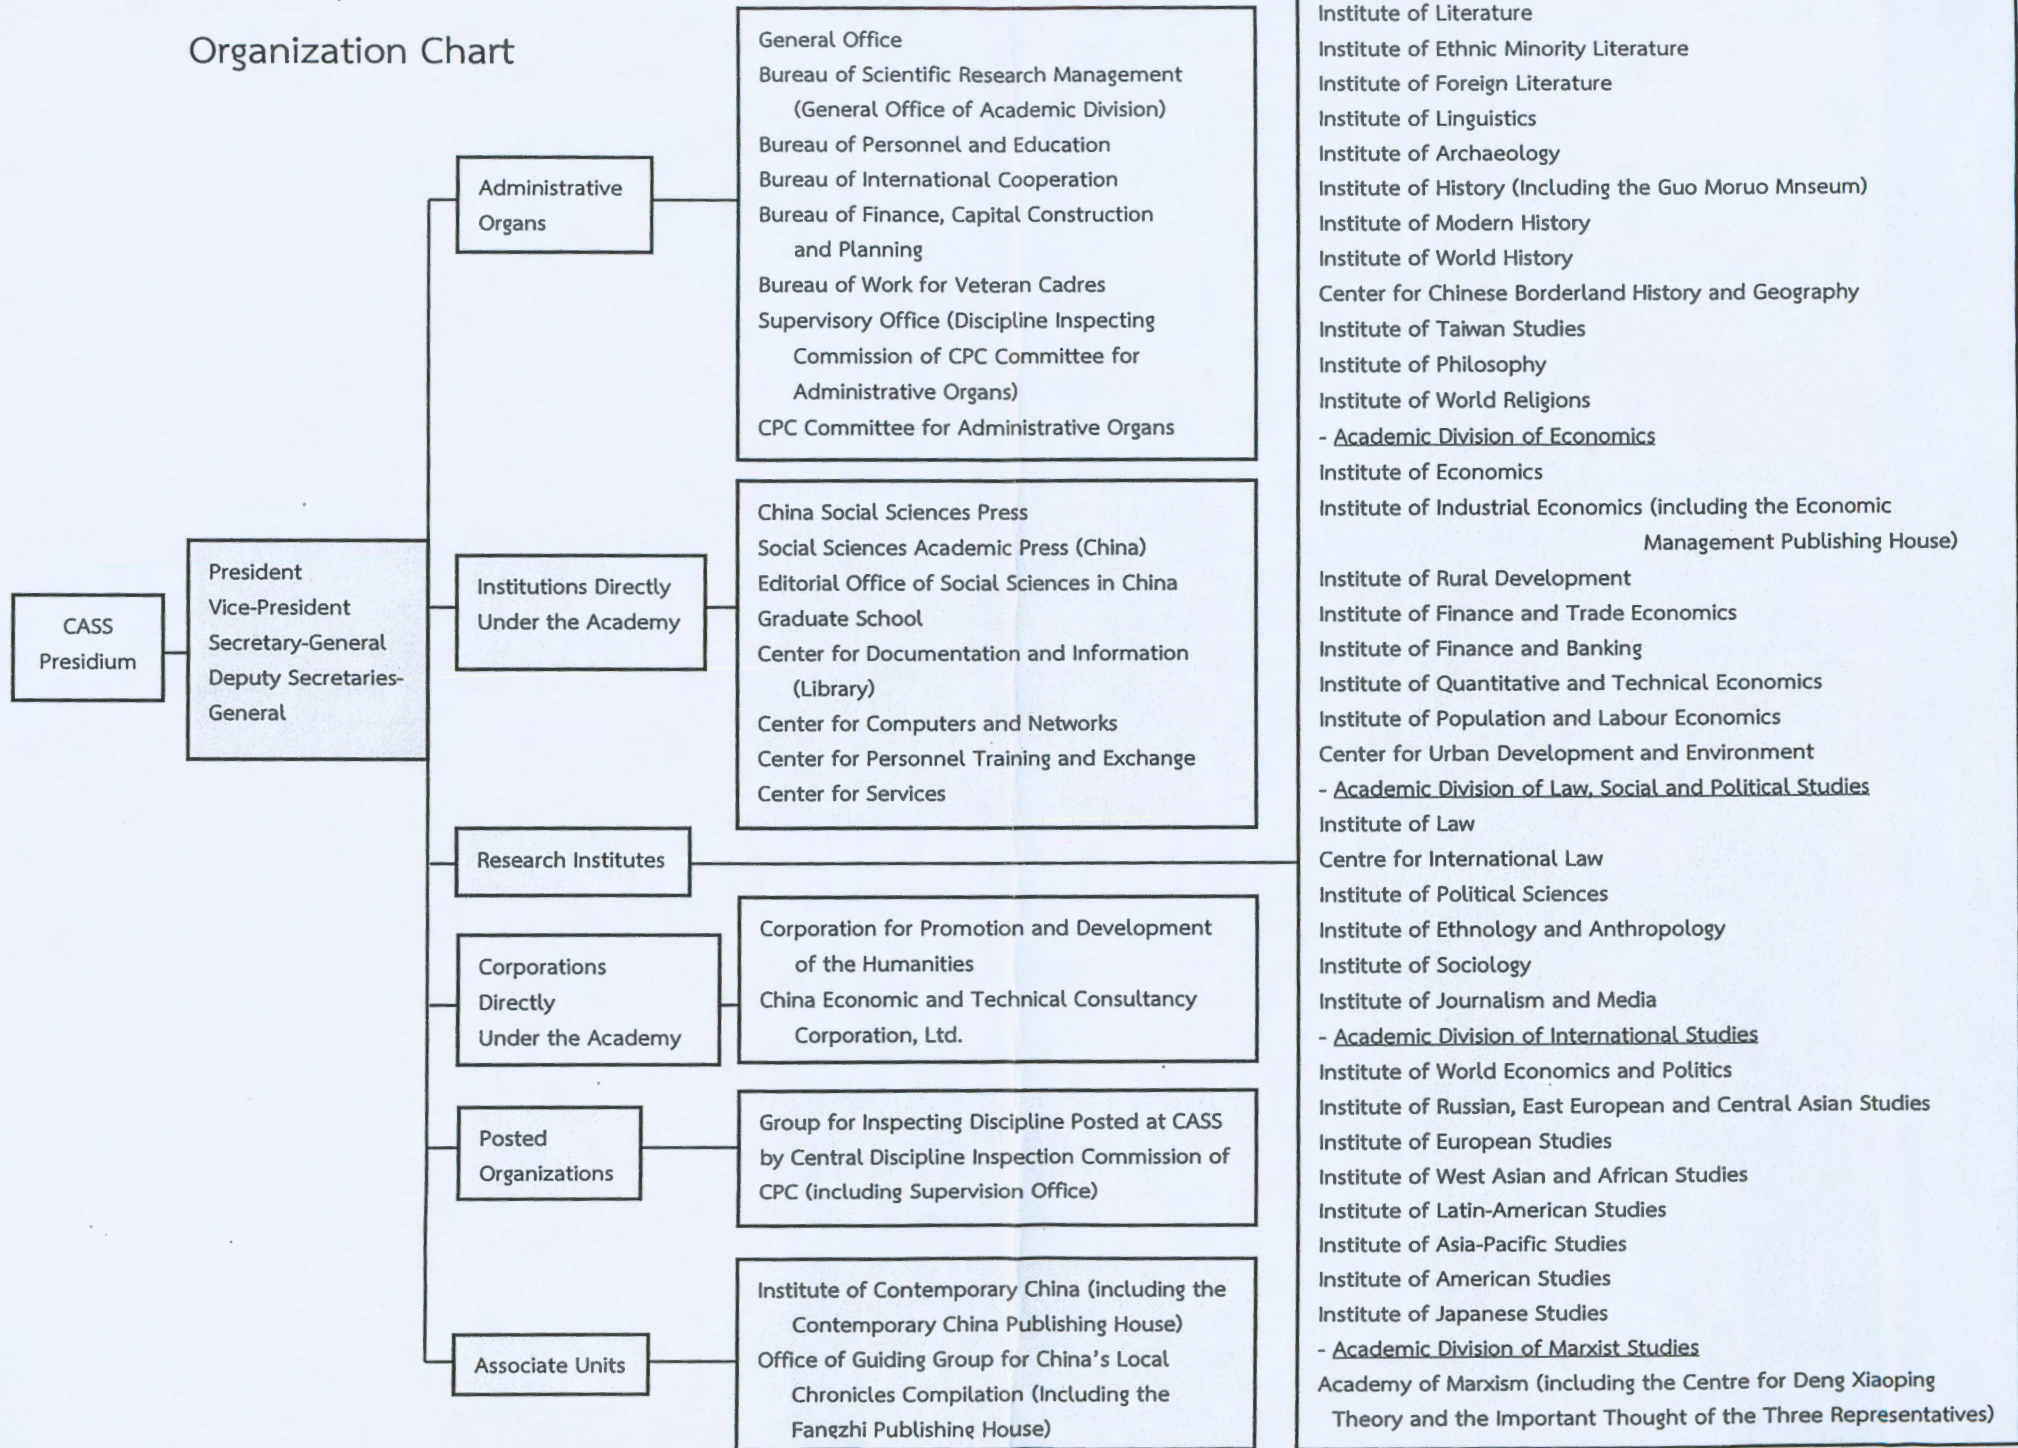 Organization Chart
CASS
Presidium
President
Vice-President
Secretary-General
Deputy Secretaries-
General
Administrative
Organs
General Office
Bureau of Scientific Research Management
(General Office of Academic Division)
Bureau of Personnel and Education
Bureau of International Cooperation
Bureau of Finance, Capital Construction
and Planning
Bureau of Work for Veteran Cadres
Supervisory Office (Discipline Inspecting
Commission of CPC Committee for
Administrative Organs)
CPC Committee for Administrative Organs
Institutions Directly
Under the Academy
China Social Sciences Press
Social Sciences Academic Press (China)
Editorial Office of Social Sciences in China
Graduate School
Center for Documentation and Information
(Library)
Center for Computers and Networks
Center for Personnel Training and Exchange
Center for Services
Research Institutes
Corporations
Directly
Under the Academy
Corporation for Promotion and Development
of the Humanities
China Economic and Technical Consultancy
Corporation, Ltd.
Posted
Organizations
Group for Inspecting Discipline Posted at CASS
by Central Discipline Inspection Commission of
CPC (including Supervision Office)
Associate Units
Institute of Contemporary China (including the
Contemporary China Publishing House)
Office of Guiding Group for China's Local
Chronicles Compilation (Including the
Fangzhi Publishing House)
Institute of Literature
Institute of Ethnic Minority Literature
Institute of Foreign Literature
Institute of Linguistics
Institute of Archaeology
Institute of History (Including the Guo Moruo Mnseum)
Institute of Modern History
Institute of World History
Center for Chinese Borderland History and Geography
Institute of Taiwan Studies
Institute of Philosophy
Institute of World Religions
- Academic Division of Economics
Institute of Economics
Institute of Industrial Economics (including the Economic
Management Publishing House)
Institute of Rural Development
Institute of Finance and Trade Economics
Institute of Finance and Banking
Institute of Quantitative and Technical Economics
Institute of Population and Labour Economics
Center for Urban Development and Environment
- Academic Division of Law, Social and Political Studies
Institute of Law
Centre for International Law
Institute of Political Sciences
Institute of Ethnology and Anthropology
Institute of Sociology
Institute of Journalism and Media
- Academic Division of International Studies
Institute of World Economics and Politics
Institute of Russian, East European and Central Asian Studies
Institute of European Studies
Institute of West Asian and African Studies
Institute of Latin-American Studies
Institute of Asia-Pacific Studies
Institute of American Studies
Institute of Japanese Studies
- Academic Division of Marxist Studies
Academy of Marxism (including the Centre for Deng Xiaoping
Theory and the Important Thought of the Three Representatives)